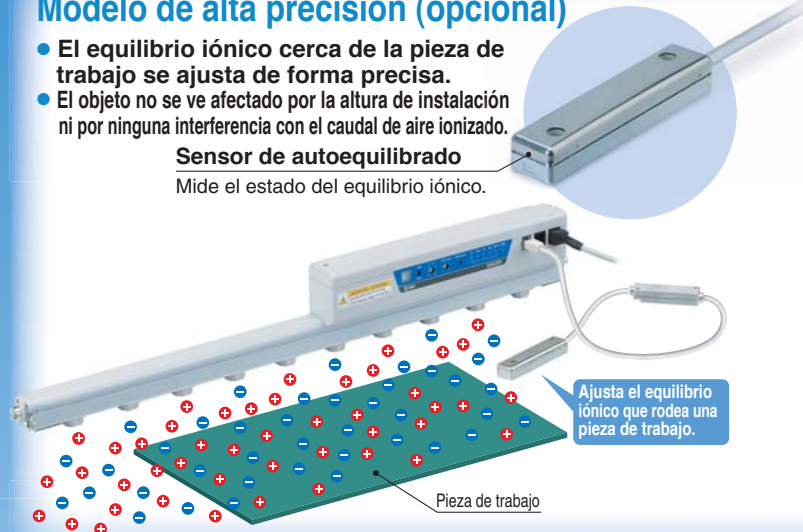 Modelo de alta precisión (opcional)
● El equilibrio iónico cerca de la pieza de
trabajo se ajusta de forma precisa.
● El objeto no se ve afectado por la altura de instalación
ni por ninguna interferencia con el caudal de aire ionizado.
Sensor de autoequilibrado
Mide el estado del equilibrio iónico.
Ajusta el equilibrio
iónico que rodea una
pieza de trabajo.
Pieza de trabajo